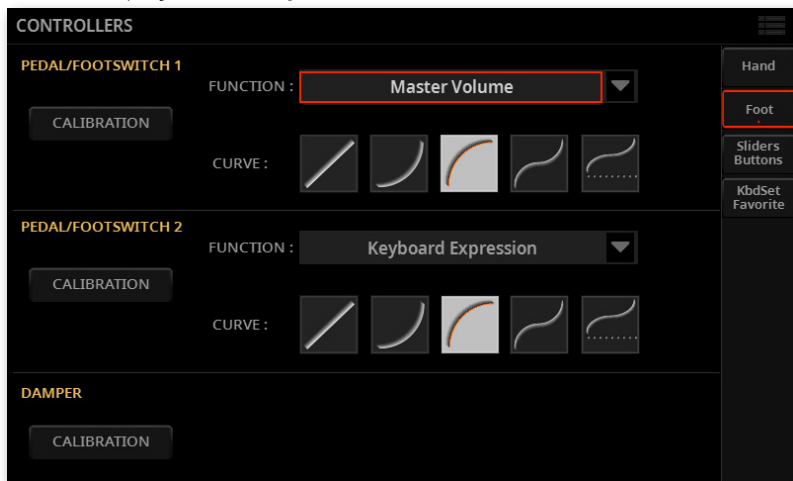 CONTROLLERS
PEDAL/FOOTSWITCH 1
FUNCTION :
Master Volume
CALIBRATION
CURVE :
PEDAL/FOOTSWITCH 2
FUNCTION :
Keyboard Expression
CALIBRATION
CURVE :
DAMPER
CALIBRATION
Hand
Foot
Sliders
Buttons
KbdSet
Favorite